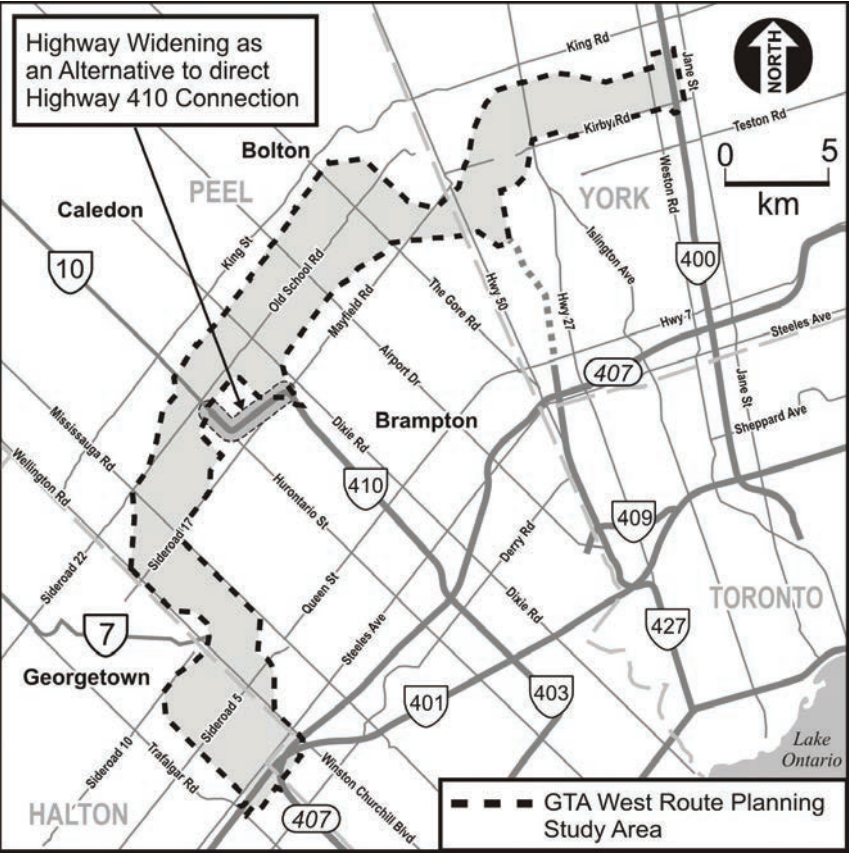 Highway Widening as
an Alternative to direct
Highway 410 Connection
NORTH
King Rd
Jane St
Kirby Rd
Teston Rd
0 5
km
Bolton
PEEL
YORK
Weston Rd
Caledon
King St
Old School Rd
Mayfield Rd
The Gore Rd
Hwy 50
Hwy 27
Islington Ave
400
10
Hwy 7
Steeles Ave
Airport Dr
407
Jane St
Mississauga Rd
Dixie Rd
Brampton
Sheppard Ave
Wellington Rd
Hurontario St
410
409
Sideroad 17
Derry Rd
Sideroad 22
Queen St
Dixie Rd
TORONTO
7
Steeles Ave
427
Georgetown
Sideroad 5
401
403
Sideroad 10
Trafalgar Rd
Winston Churchill Blvd
Lake
Ontario
HALTON
407
GTA West Route Planning
Study Area